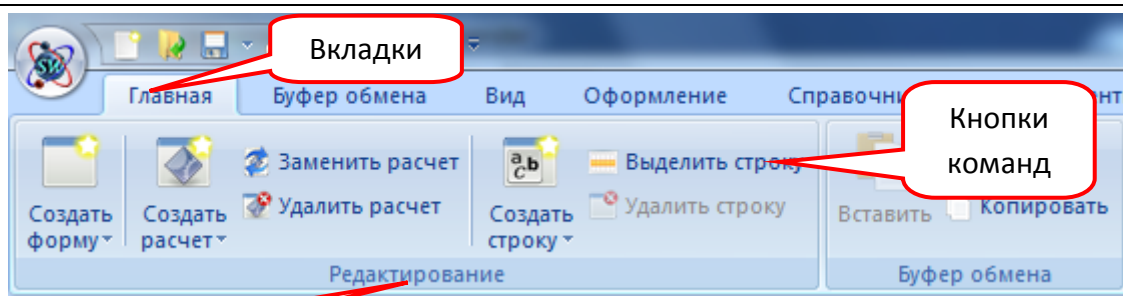 SW
Вкладки
Главная Буфер обмена Вид Оформление
Кнопки
команд
Заменить расчет Выделить строку
Создать форму Создать расчет Удалить расчет Создать строку Удалить строку Вставить Копировать
Редактирование Буфер обмена